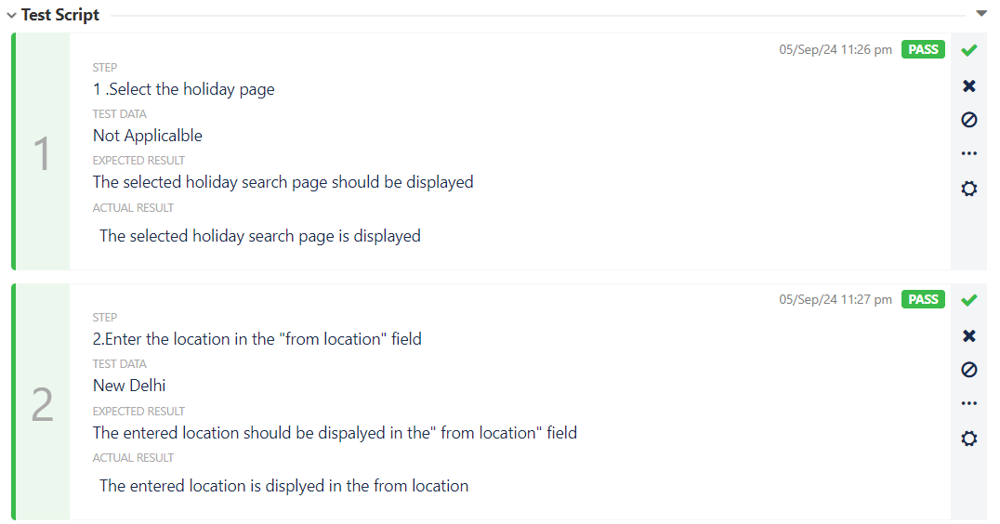 Test Script
05/Sep/24 11:26 pm PASS
STEP
1 .Select the holiday page
TEST DATA
Not Applicalble
1
EXPECTED RESULT
The selected holiday search page should be displayed
ACTUAL RESULT
The selected holiday search page is displayed
05/Sep/24 11:27 pm PASS
STEP
2.Enter the location in the "from location" field
TEST DATA
New Delhi
2
EXPECTED RESULT
The entered location should be dispalyed in the" from location" field
ACTUAL RESULT
The entered location is displyed in the from location